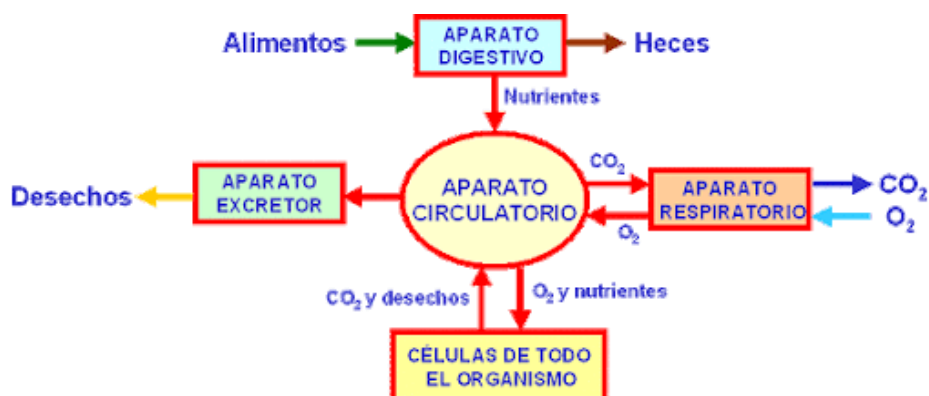 Alimentos
APARATO
DIGESTIVO
Heces
Nutrientes
Desechos
APARATO
EXCRETOR
APARATO
CIRCULATORIO
CO₂
O₂
APARATO
RESPIRATORIO
CO₂
O₂
CO₂ y desechos
O₂ y nutrientes
CÉLULAS DE TODO
EL ORGANISMO